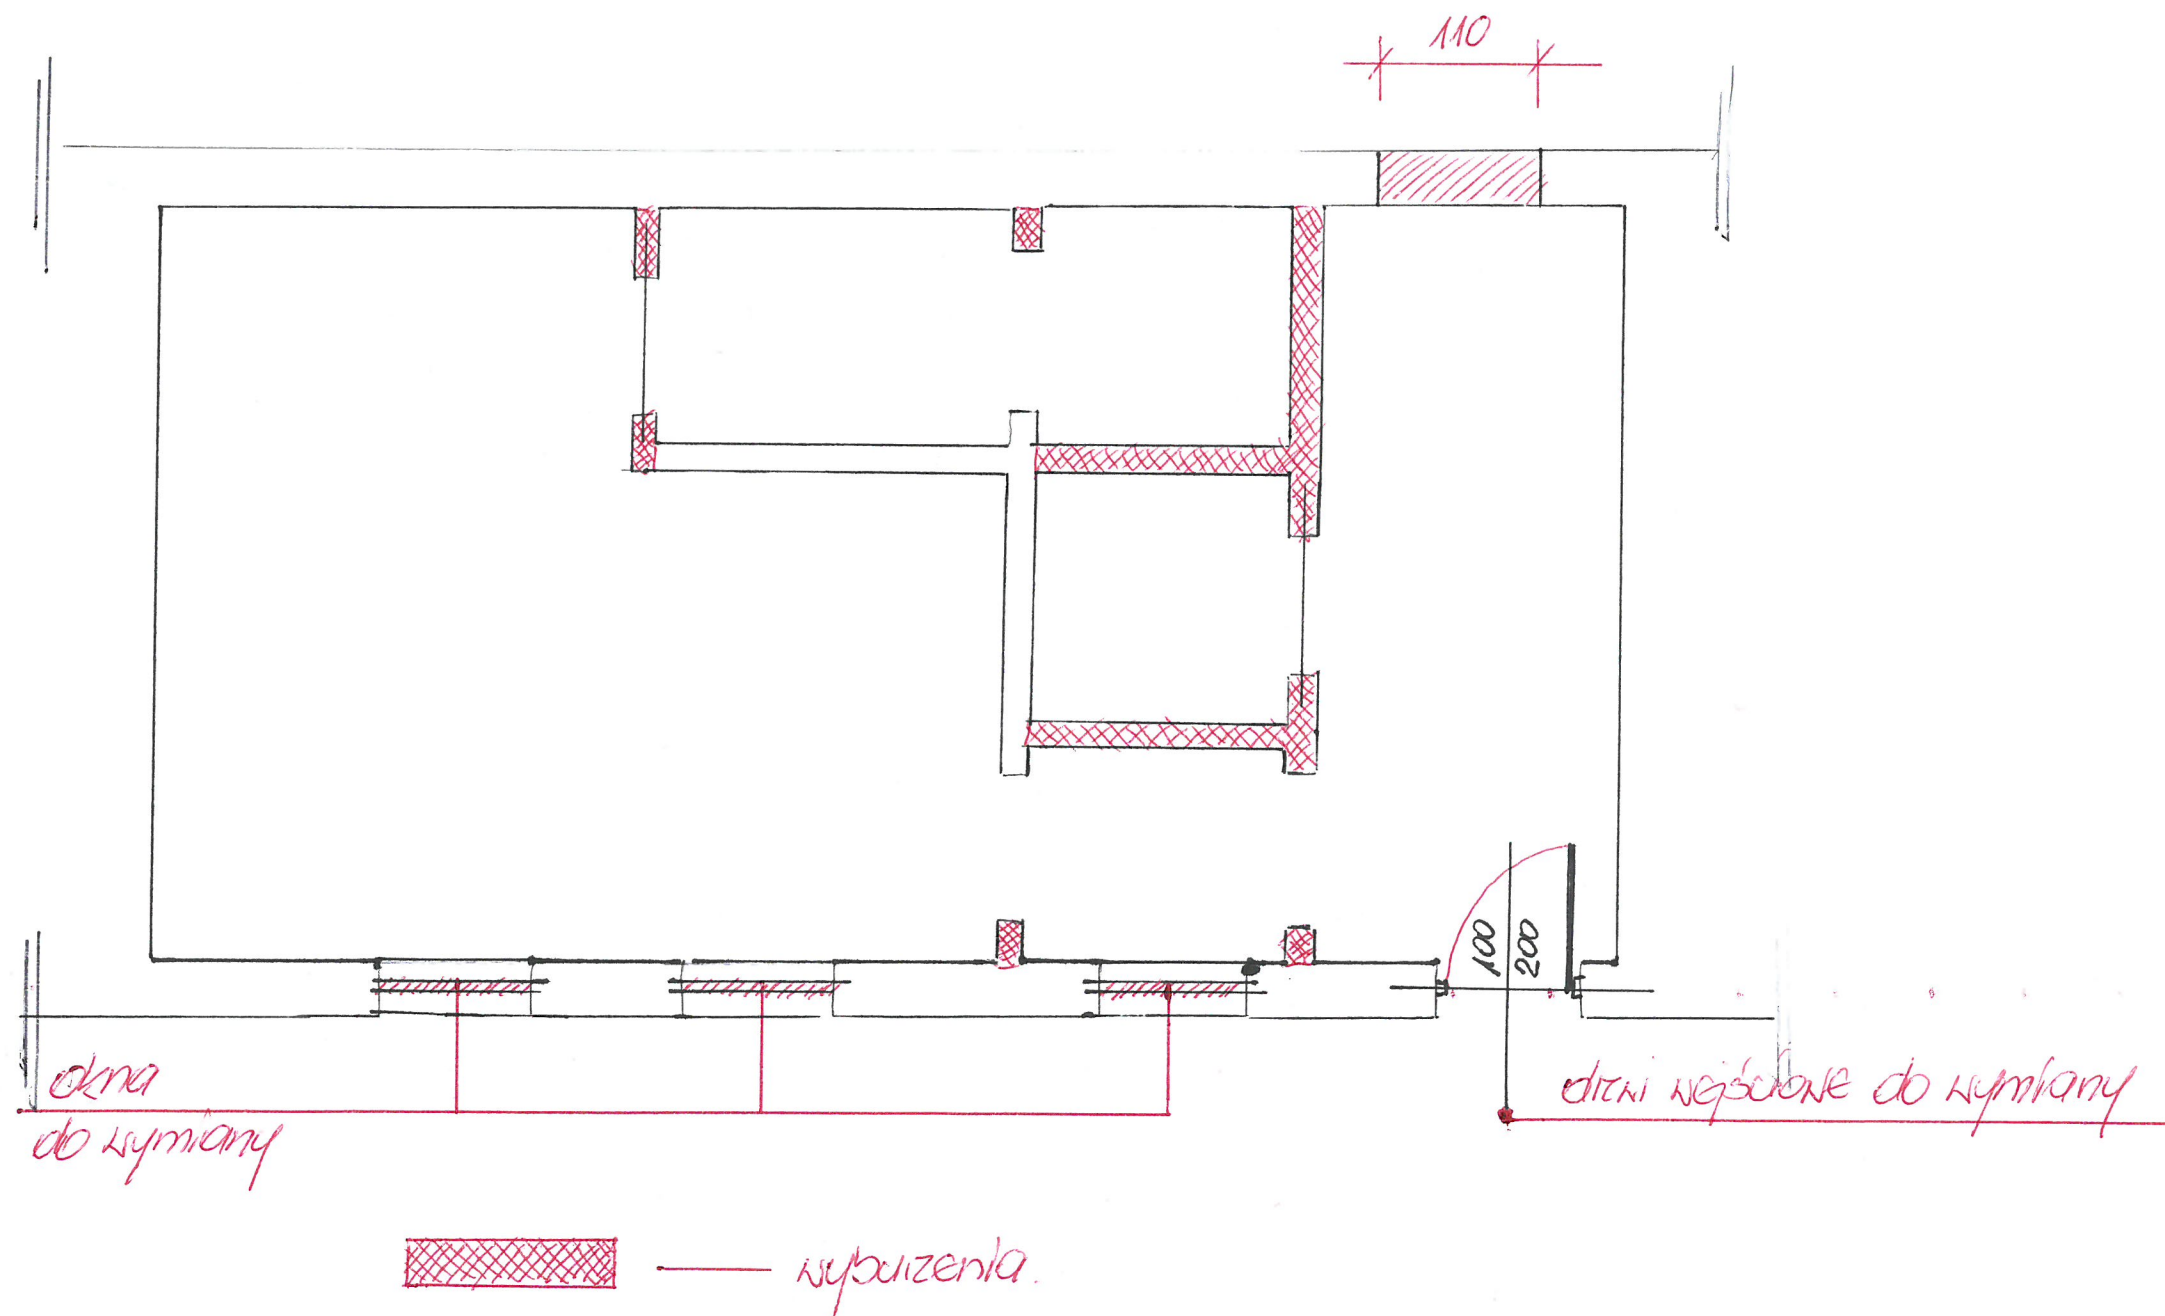 110
100
200
okna
do wymiany
drzwi wejściowe do wymiany
wyburzenia.